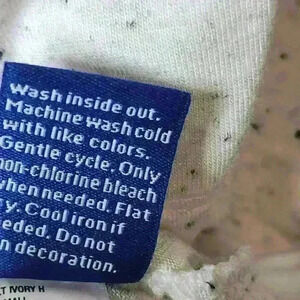 Wash inside out.
Machine wash cold
with like colors.
Gentle cycle. Only
non-chlorine bleach
when needed. Flat
y. Cool iron if
eeded. Do not
n decoration.
T IVORY H